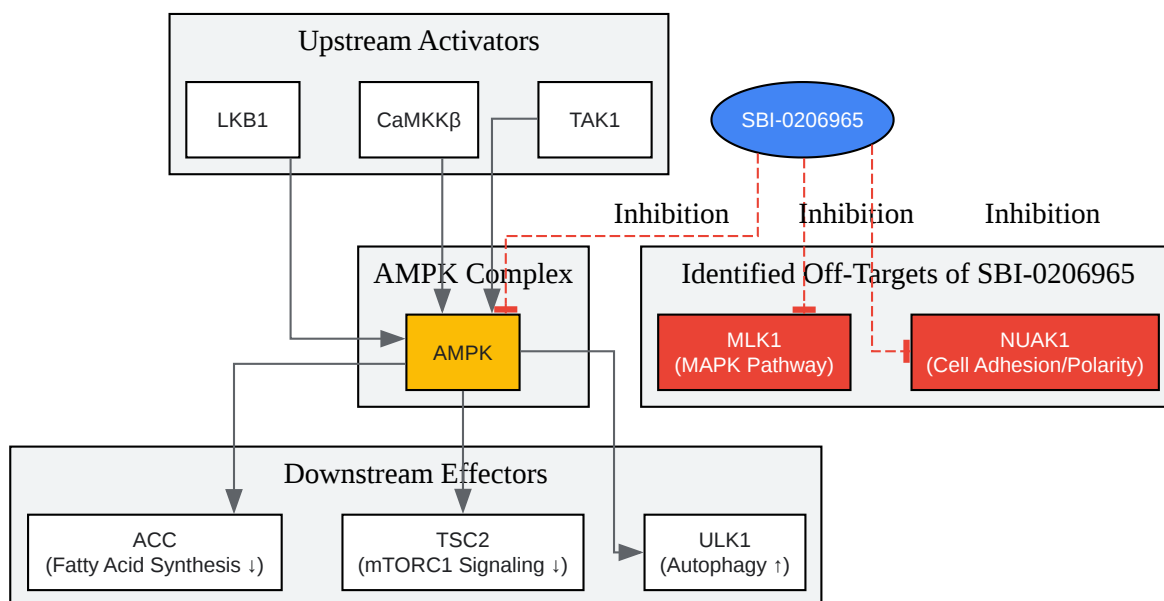 Upstream Activators
LKB1
CaMKKβ
TAK1
SBI-0206965
Inhibition
Inhibition
Inhibition
AMPK Complex
Identified Off-Targets of SBI-0206965
AMPK
MLK1
(MAPK Pathway)
NUAK1
(Cell Adhesion/Polarity)
Downstream Effectors
ACC
(Fatty Acid Synthesis ↓)
TSC2
(mTORC1 Signaling ↓)
ULK1
(Autophagy ↑)